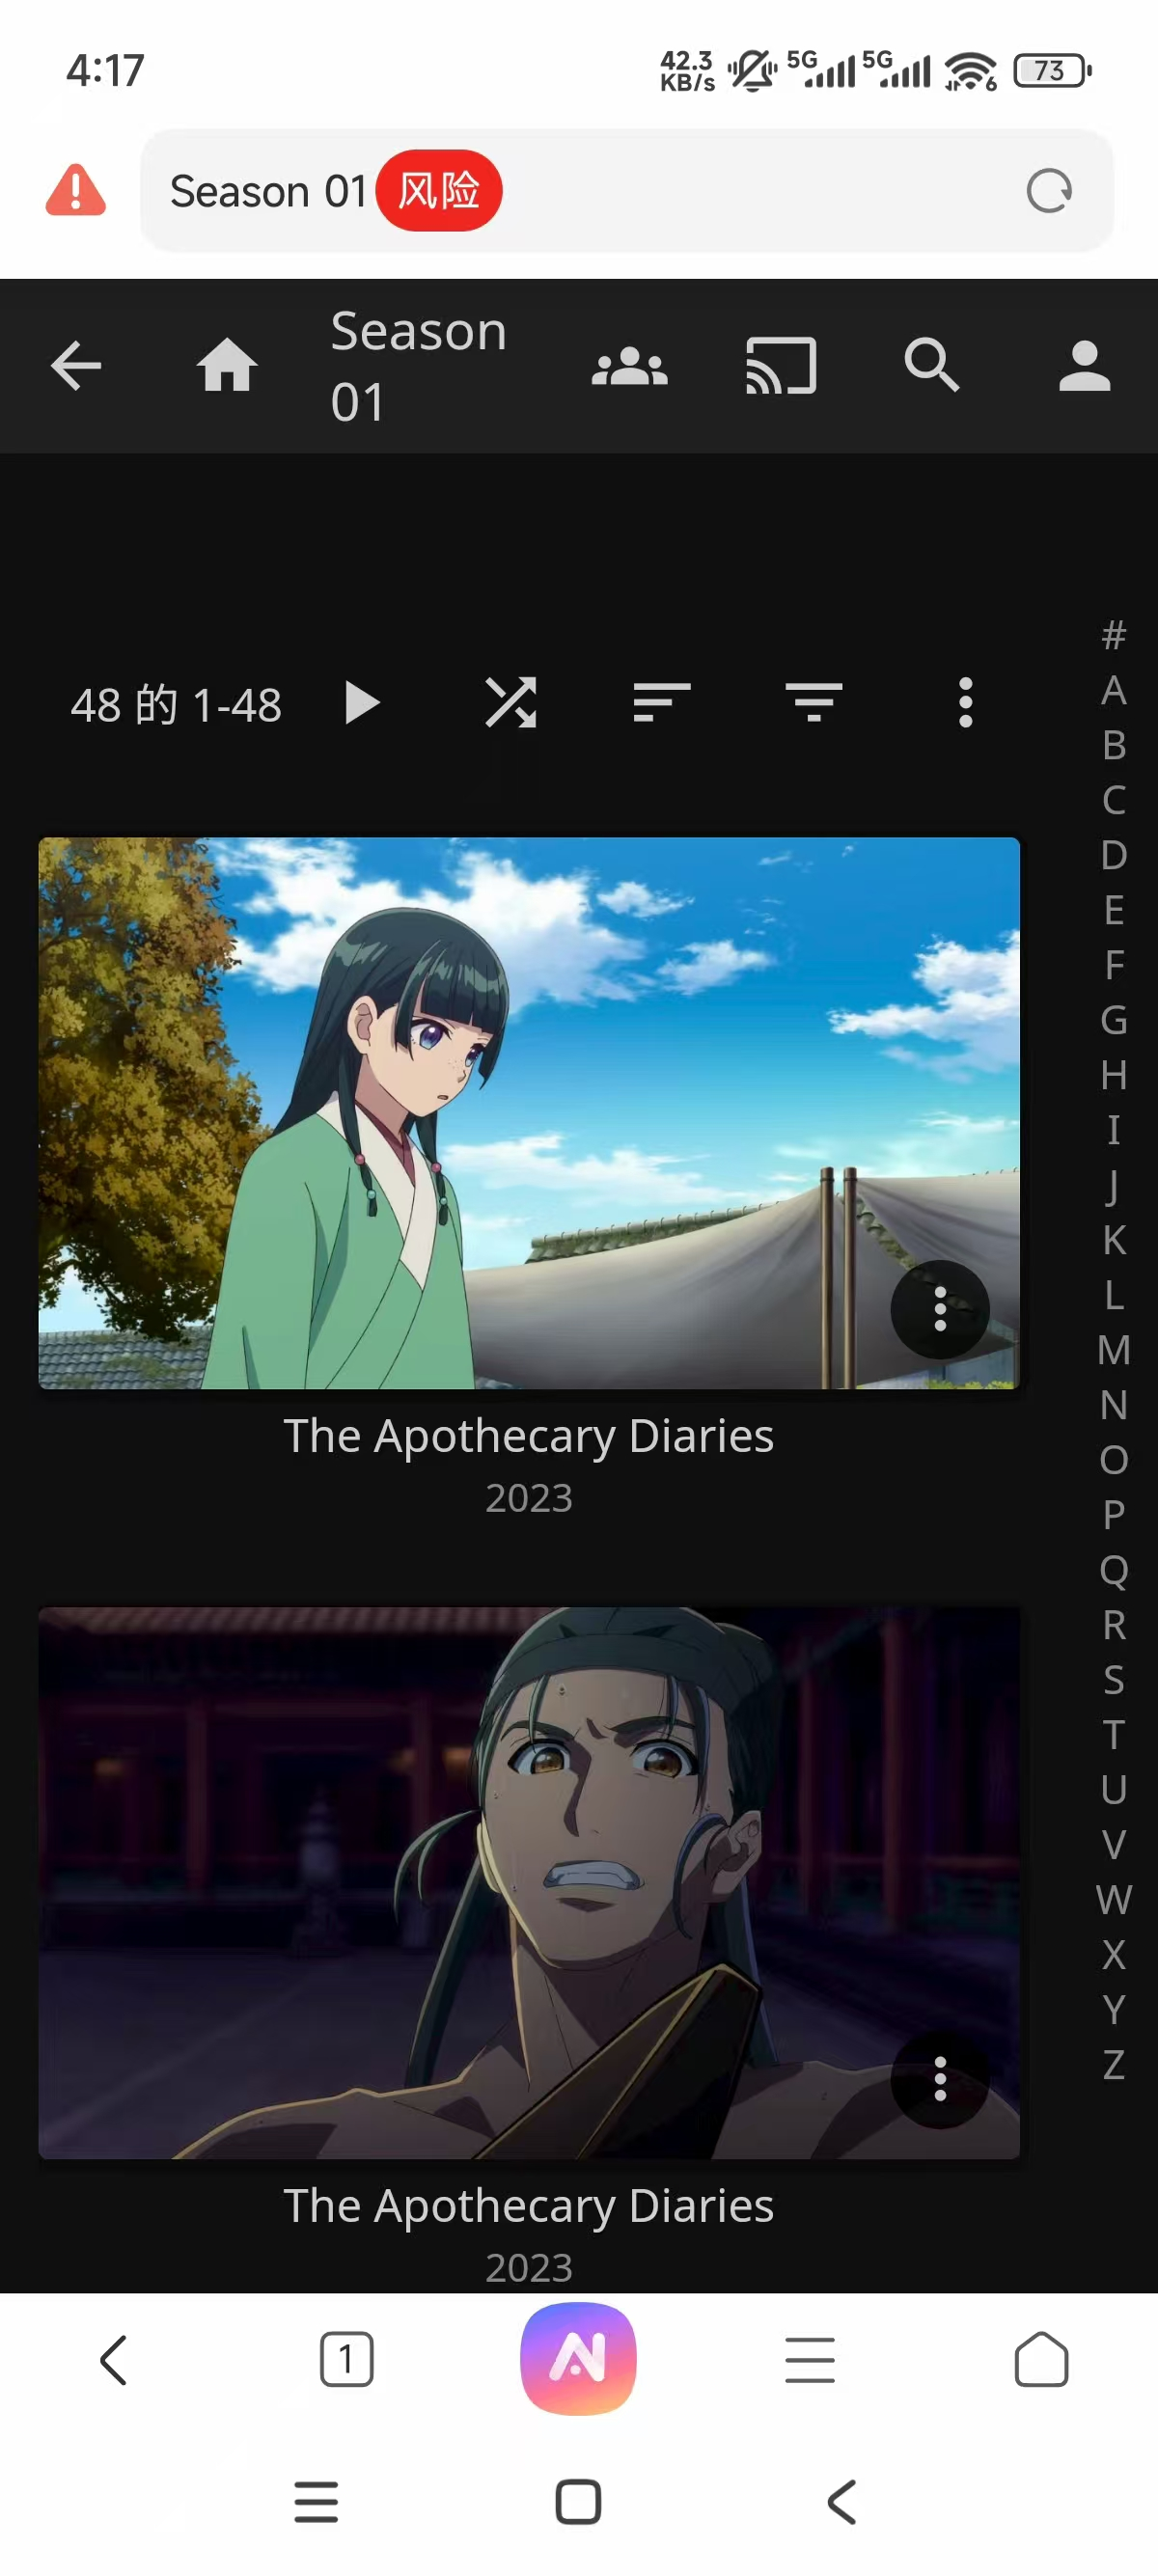 4:17
42.3
KB/s
5G
5G
6
73
Season 01 风险
Season
01
48 的 1-48
#
A
B
C
D
E
F
G
H
I
J
K
L
M
N
O
P
Q
R
S
T
U
V
W
X
Y
Z
The Apothecary Diaries
2023
The Apothecary Diaries
2023
1